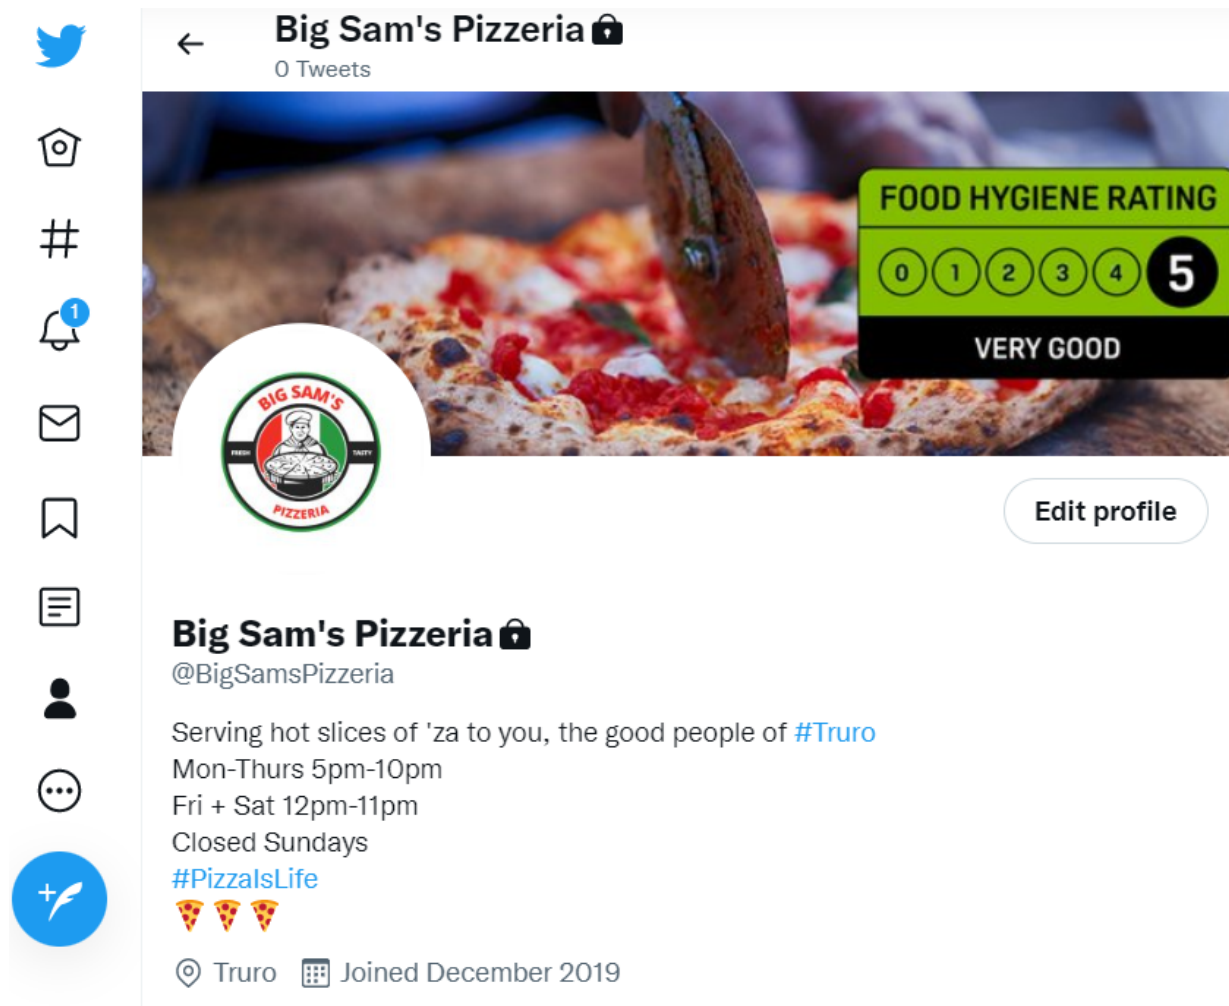 Big Sam's Pizzeria
0 Tweets
FOOD HYGIENE RATING
0 1 2 3 4 5
VERY GOOD
1
BIG SAM'S
FRESH TASTY
PIZZERIA
Edit profile
Big Sam's Pizzeria
@BigSamsPizzeria
Serving hot slices of 'za to you, the good people of #Truro
Mon-Thurs 5pm-10pm
Fri + Sat 12pm-11pm
Closed Sundays
#PizzaIsLife
Truro Joined December 2019